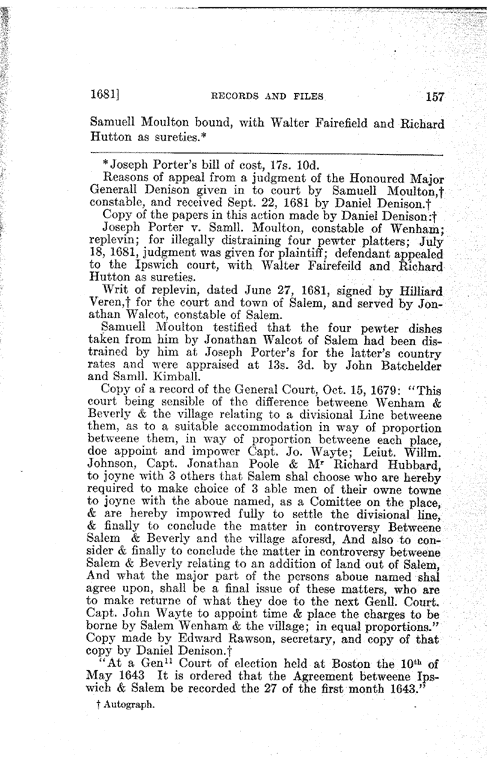 1681] RECORDS AND FILES 157
Samuell Moulton bound, with Walter Fairefield and Richard
Hutton as sureties.*
*Joseph Porter's bill of cost, 17s. 10d.
Reasons of appeal from a judgment of the Honoured Major
Generall Denison given in to court by Samuell Moulton,†
constable, and received Sept. 22, 1681 by Daniel Denison.†
Copy of the papers in this action made by Daniel Denison:†
Joseph Porter v. Samll. Moulton, constable of Wenham;
replevin; for illegally distraining four pewter platters; July
18, 1681, judgment was given for plaintiff; defendant appealed
to the Ipswich court, with Walter Fairefeild and Richard
Hutton as sureties.
Writ of replevin, dated June 27, 1681, signed by Hilliard
Veren,† for the court and town of Salem, and served by Jon-
athan Walcot, constable of Salem.
Samuell Moulton testified that the four pewter dishes
taken from him by Jonathan Walcot of Salem had been dis-
trained by him at Joseph Porter's for the latter's country
rates and were appraised at 13s. 3d. by John Batchelder
and Samll. Kimball.
Copy of a record of the General Court, Oct. 15, 1679: "This
court being sensible of the difference betweene Wenham &
Beverly & the village relating to a divisional Line betweene
them, as to a suitable accommodation in way of proportion
betweene them, in way of proportion betweene each place,
doe appoint and impower Capt. Jo. Wayte; Leiut. Willm.
Johnson, Capt. Jonathan Poole & Mr Richard Hubbard,
to joyne with 3 others that Salem shal choose who are hereby
required to make choice of 3 able men of their owne towne
to joyne with the aboue named, as a Comittee on the place,
& are hereby impowred fully to settle the divisional line,
& finally to conclude the matter in controversy Betweene
Salem & Beverly and the village aforesd, And also to con-
sider & finally to conclude the matter in controversy betweene
Salem & Beverly relating to an addition of land out of Salem,
And what the major part of the persons aboue named shal
agree upon, shall be a final issue of these matters, who are
to make returne of what they doe to the next Genll. Court.
Capt. John Wayte to appoint time & place the charges to be
borne by Salem Wenham & the village; in equal proportions."
Copy made by Edward Rawson, secretary, and copy of that
copy by Daniel Denison.†
"At a Genll Court of election held at Boston the 10th of
May 1643 It is ordered that the Agreement betweene Ips-
wich & Salem be recorded the 27 of the first month 1643."
† Autograph.